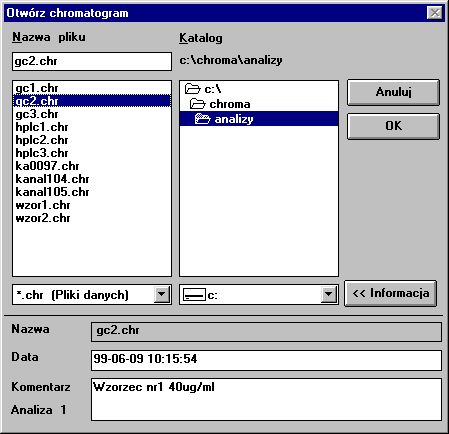 Otwórz chromatogram
Nazwa pliku
Katalog
gc2.chr
c:\chroma\analizy
gc1.chr
gc2.chr
gc3.chr
hplc1.chr
hplc2.chr
hplc3.chr
ka0097.chr
kanal104.chr
kanal105.chr
wzor1.chr
wzor2.chr
c:\
chroma
analizy
Anuluj
OK
*.chr (Pliki danych)
c:
<< Informacja
Nazwa
gc2.chr
Data
99-06-09 10:15:54
Komentarz
Wzorzec nr1 40ug/ml
Analiza 1